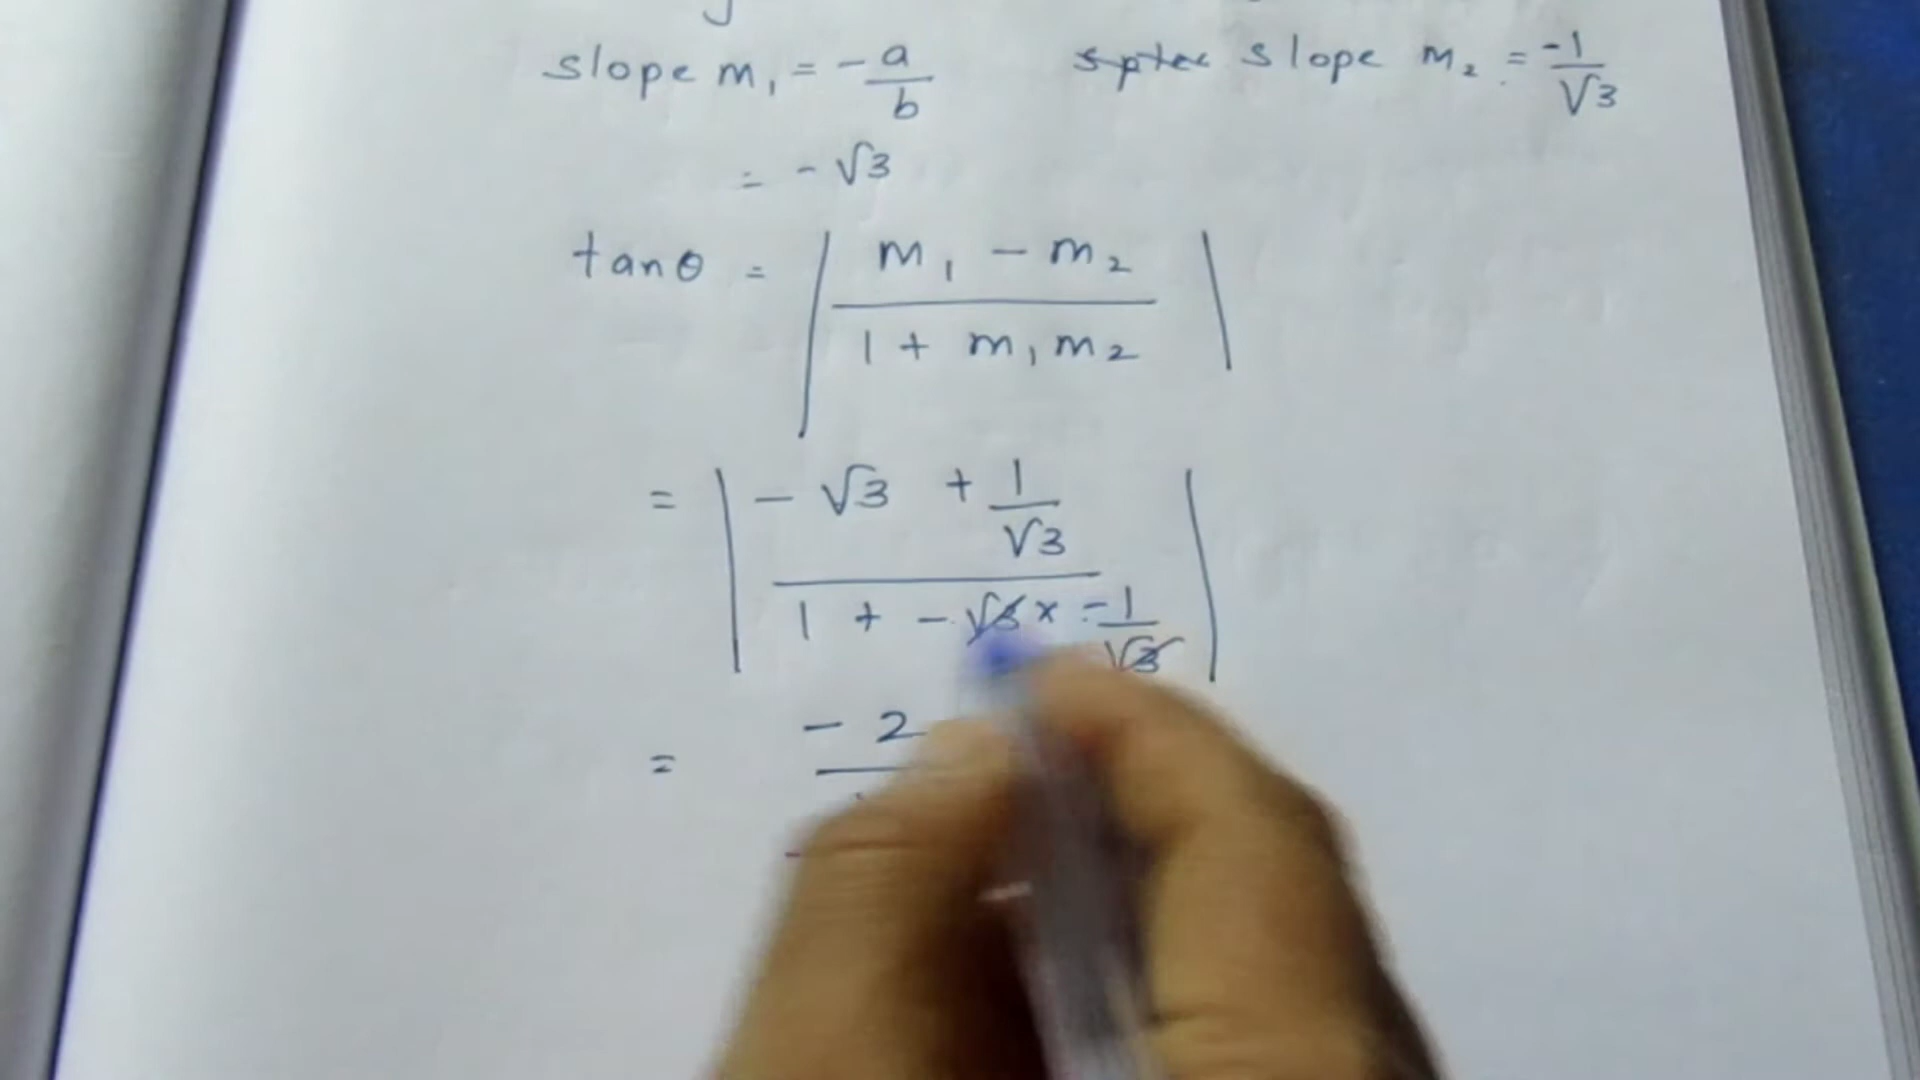 slope m₁ = -a/b slope m₂ = -1/√3
= -√3
tanθ = | m₁ - m₂ / 1 + m₁m₂ |
= | -√3 + 1/√3 / 1 + -√3 x -1/√3 |
= -2